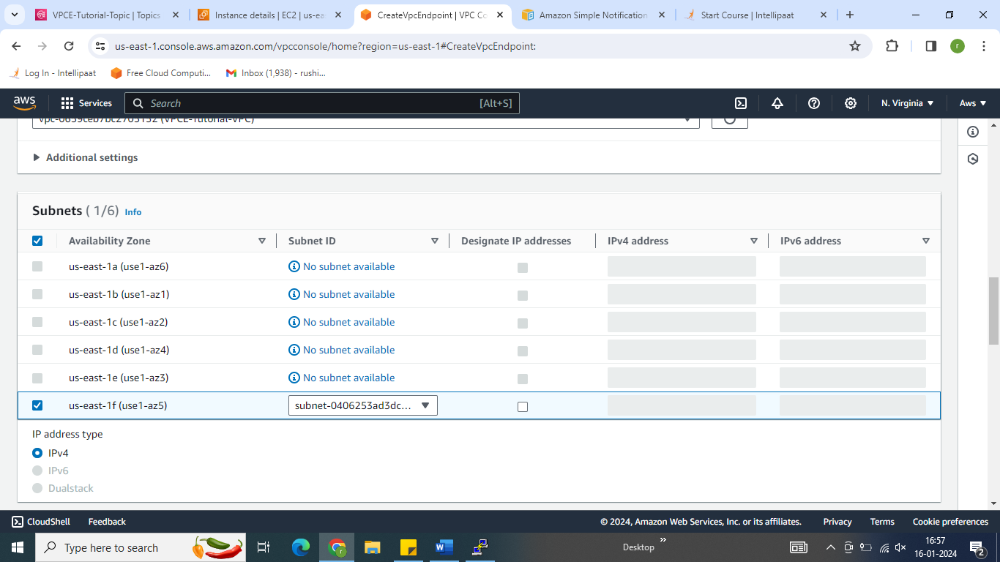 VPCE-Tutorial-Topic | Topics
Instance details | EC2 | us-ea
CreateVpcEndpoint | VPC Co
Amazon Simple Notification
Start Course | Intellipaat
us-east-1.console.aws.amazon.com/vpcconsole/home?region=us-east-1#CreateVpcEndpoint:
r
Log In - Intellipaat
Free Cloud Computi...
Inbox (1,938) - rushi...
aws
Services
Search
[Alt+S]
N. Virginia
Aws
(VPCE-Tutorial-VPC)
Additional settings
Subnets ( 1/6) Info
Availability Zone Subnet ID Designate IP addresses IPv4 address IPv6 address
us-east-1a (use1-az6) No subnet available
us-east-1b (use1-az1) No subnet available
us-east-1c (use1-az2) No subnet available
us-east-1d (use1-az4) No subnet available
us-east-1e (use1-az3) No subnet available
us-east-1f (use1-az5) subnet-0406253ad3dc...
IP address type
IPv4
IPv6
Dualstack
CloudShell Feedback © 2024, Amazon Web Services, Inc. or its affiliates. Privacy Terms Cookie preferences
Type here to search
Desktop
16:57
16-01-2024
2